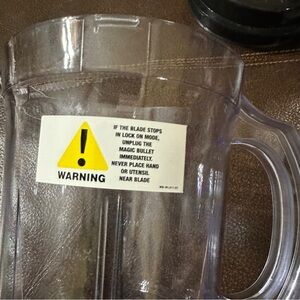 IF THE BLADE STOPS
IN LOCK ON MODE,
UNPLUG THE
MAGIC BULLET
IMMEDIATELY.
NEVER PLACE HAND
OR UTENSIL
NEAR BLADE
WARNING